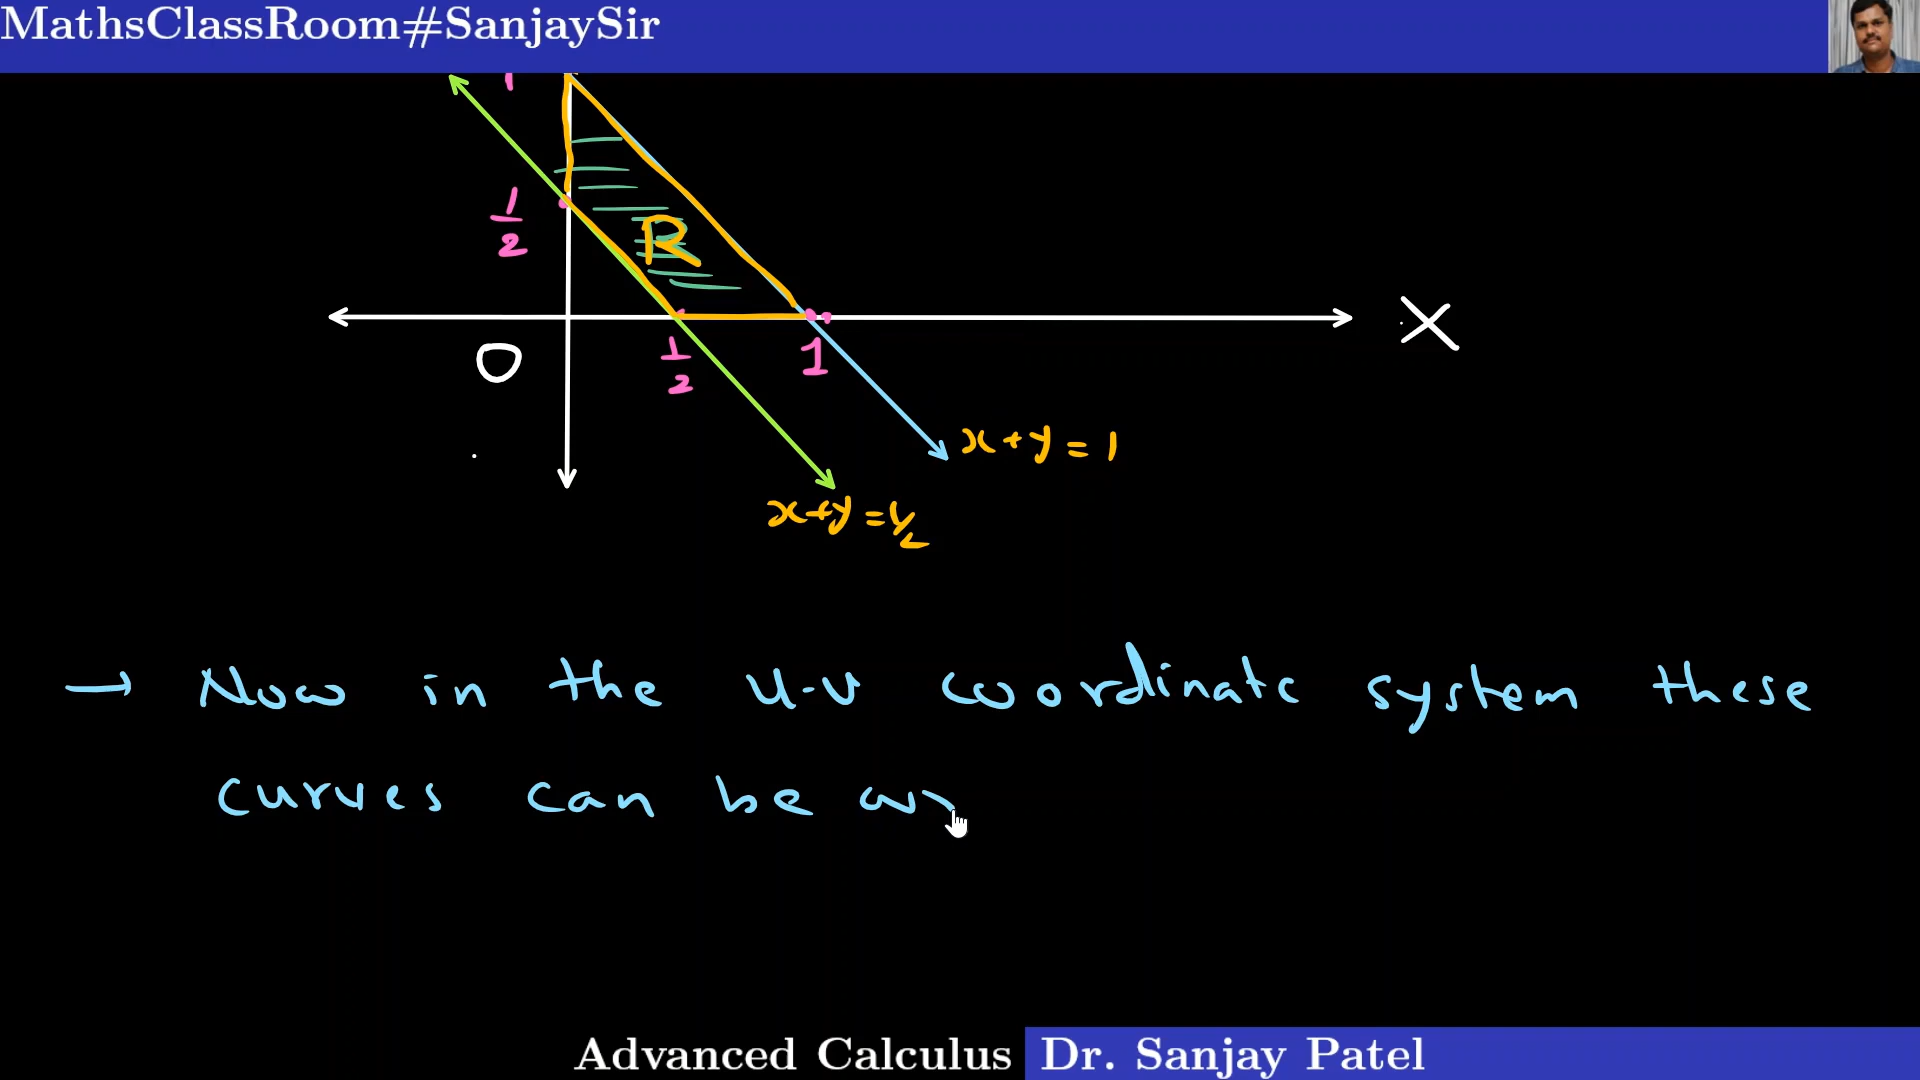 MathsClassRoom#SanjaySir
1
1/2
R
O
1/2
1
X
x+y=1
x+y=1/2
→ Now in the u-v coordinate system these
curves can be
Advanced Calculus Dr. Sanjay Patel